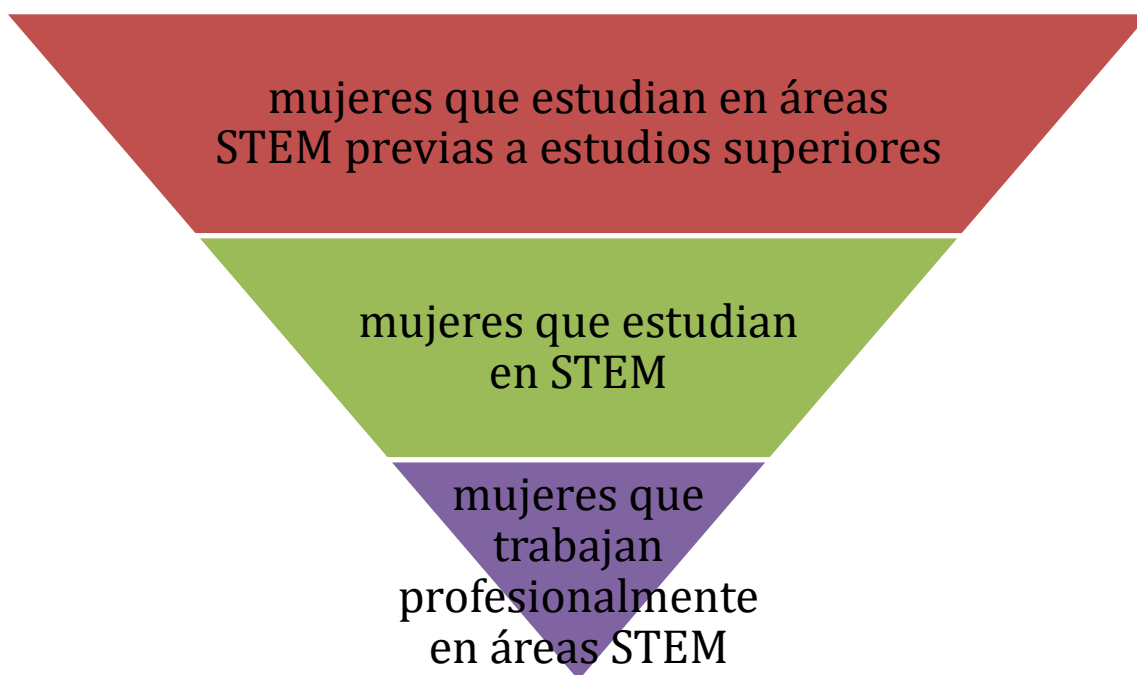 mujeres que estudian en áreas
STEM previas a estudios superiores
mujeres que estudian
en STEM
mujeres que
trabajan
profesionalmente
en áreas STEM